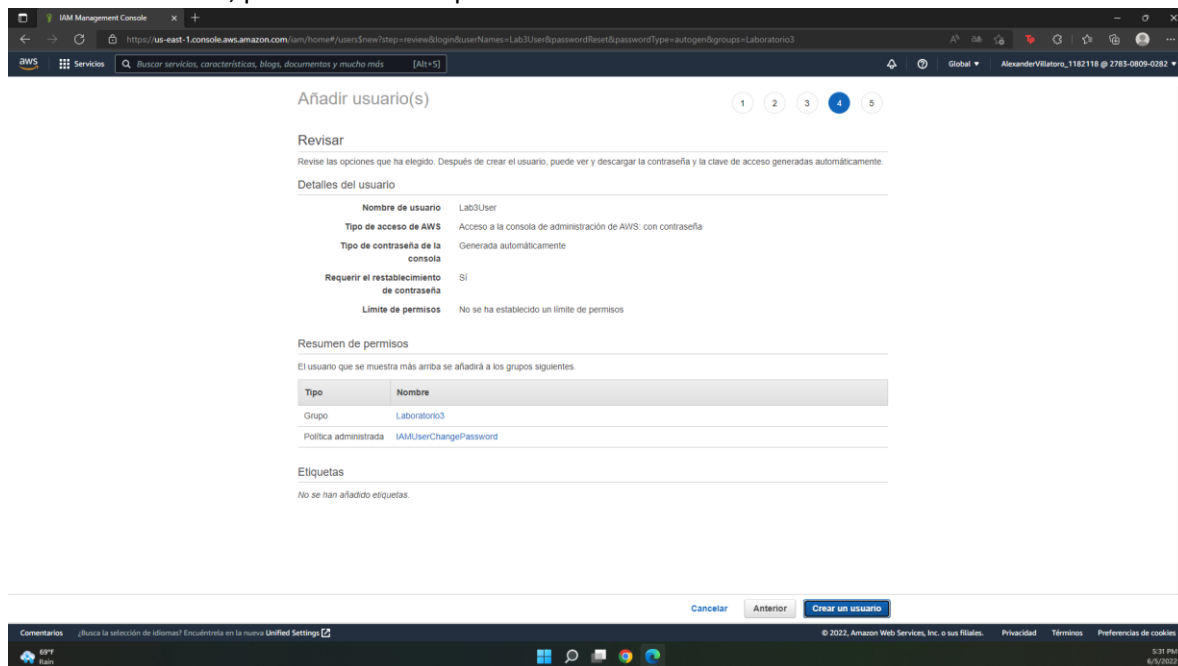 IAM Management Console
https://us-east-1.console.aws.amazon.com/iam/home#/users$new?step=review&login&userNames=Lab3User&passwordReset&passwordType=autogen&groups=Laboratorio3
aws Servicios Buscar servicios, características, blogs, documentos y mucho más [Alt+S] Global AlexanderVillatoro_1182118 @ 2783-0809-0282
Añadir usuario(s) 1 2 3 4 5
Revisar
Revise las opciones que ha elegido. Después de crear el usuario, puede ver y descargar la contraseña y la clave de acceso generadas automáticamente.
Detalles del usuario
Nombre de usuario Lab3User
Tipo de acceso de AWS Acceso a la consola de administración de AWS: con contraseña
Tipo de contraseña de la consola Generada automáticamente
Requerir el restablecimiento de contraseña Sí
Límite de permisos No se ha establecido un límite de permisos
Resumen de permisos
El usuario que se muestra más arriba se añadirá a los grupos siguientes.
Tipo Nombre
Grupo Laboratorio3
Política administrada IAMUserChangePassword
Etiquetas
No se han añadido etiquetas.
Cancelar Anterior Crear un usuario
Comentarios ¿Busca la selección de idiomas? Encuéntrela en la nueva Unified Settings © 2022, Amazon Web Services, Inc. o sus filiales. Privacidad Términos Preferencias de cookies
69°F 5:31 PM
Rain 6/5/2022